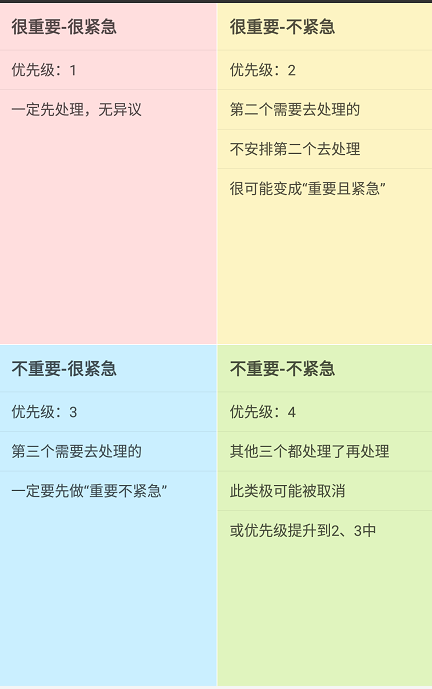 很重要-很紧急
优先级：1
一定先处理，无异议
很重要-不紧急
优先级：2
第二个需要去处理的
不安排第二个去处理
很可能变成“重要且紧急”
不重要-很紧急
优先级：3
第三个需要去处理的
一定要先做“重要不紧急”
不重要-不紧急
优先级：4
其他三个都处理了再处理
此类极可能被取消
或优先级提升到2、3中